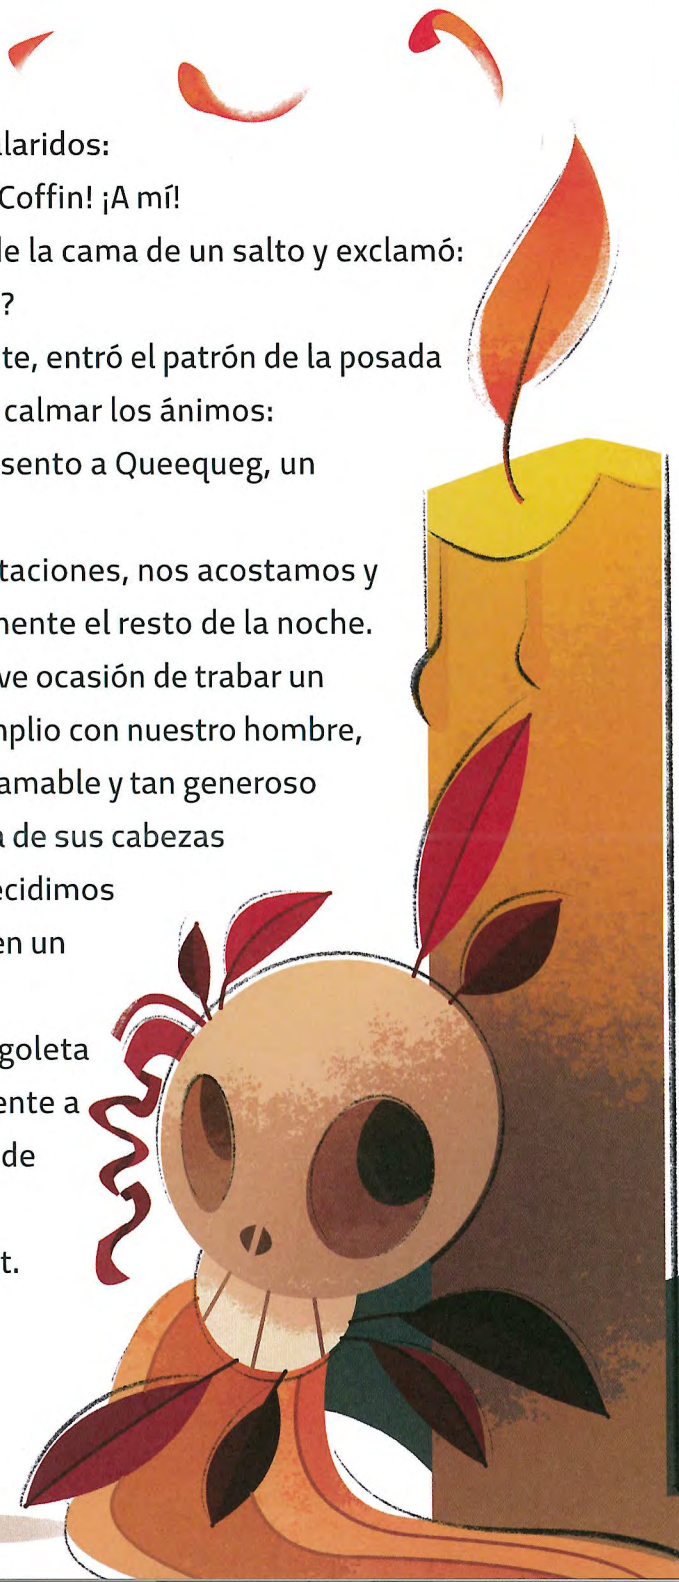 laridos:
Coffin! ¡A mí!
de la cama de un salto y exclamó:
?
te, entró el patrón de la posada
calmar los ánimos:
sento a Queequeg, un
taciones, nos acostamos y
mente el resto de la noche.
ve ocasión de trabar un
mplio con nuestro hombre,
amable y tan generoso
a de sus cabezas
ecidimos
en un
goleta
ente a
de
t.